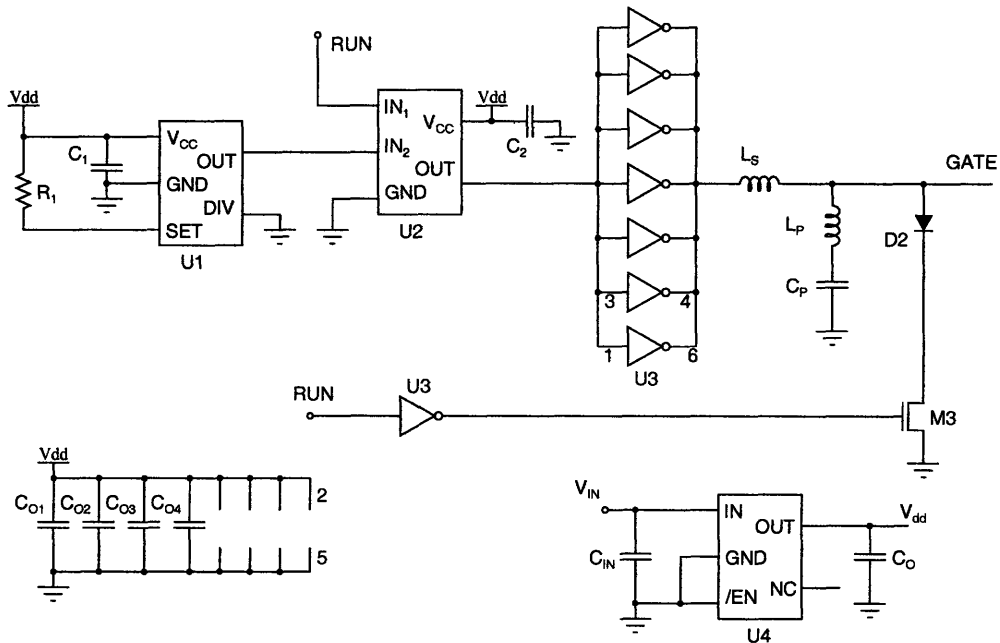 RUN
Vdd
R1
C1
VCC
OUT
GND
DIV
SET
U1
IN1
IN2
VCC
OUT
GND
U2
Vdd
C2
3
4
1
6
U3
LS
GATE
LP
CP
D2
RUN
U3
M3
Vdd
CO1
CO2
CO3
CO4
2
5
VIN
CIN
IN
OUT
GND
NC
/EN
U4
Vdd
CO